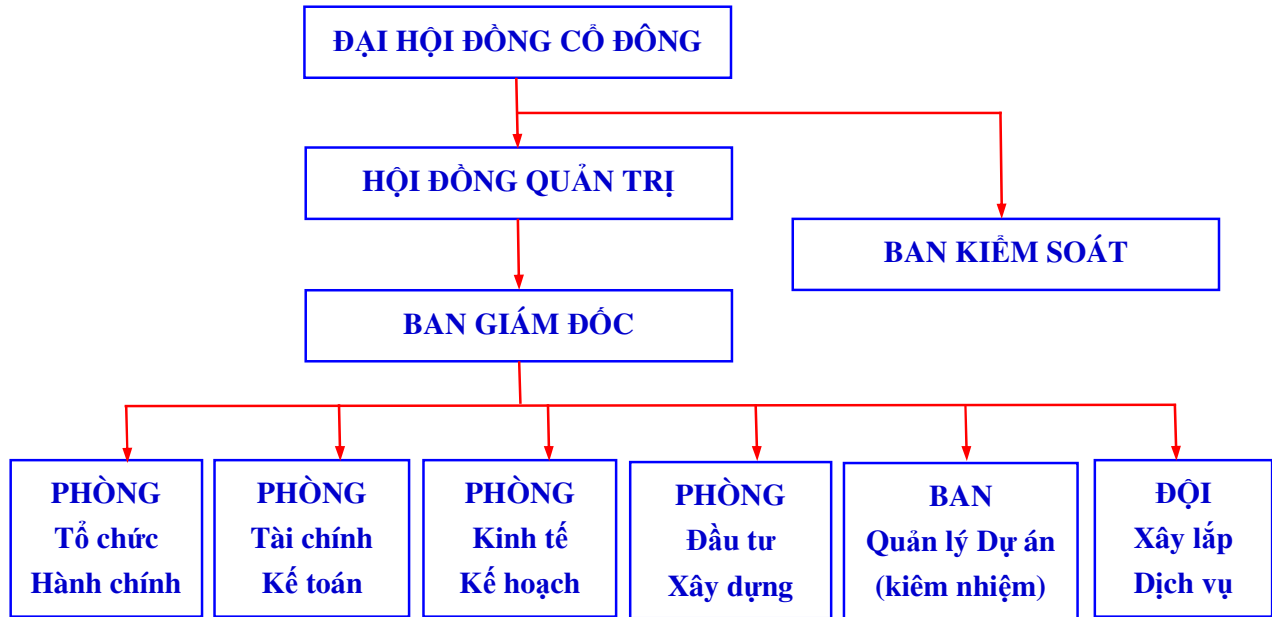 ĐẠI HỘI ĐỒNG CỔ ĐÔNG
HỘI ĐỒNG QUẢN TRỊ
BAN KIỂM SOÁT
BAN GIÁM ĐỐC
PHÒNG
Tổ chức
Hành chính
PHÒNG
Tài chính
Kế toán
PHÒNG
Kinh tế
Kế hoạch
PHÒNG
Đầu tư
Xây dựng
BAN
Quản lý Dự án
(kiêm nhiệm)
ĐỘI
Xây lắp
Dịch vụ